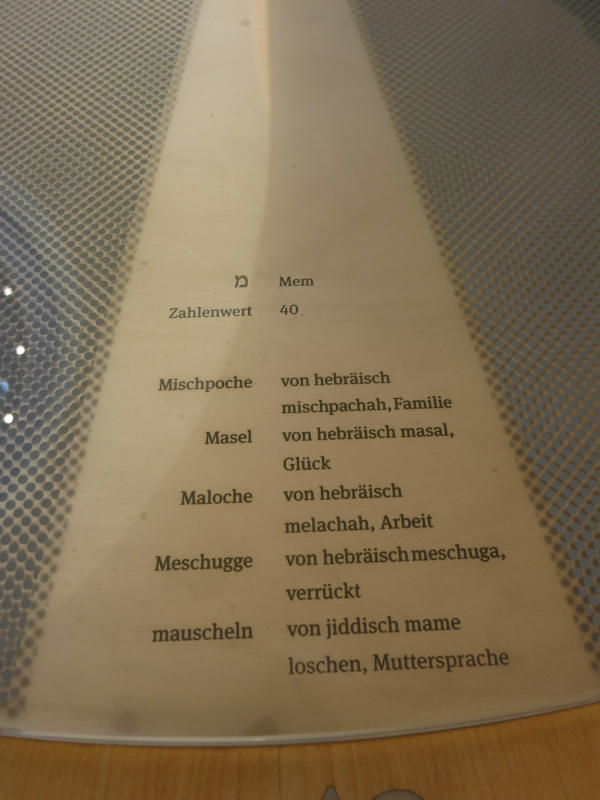 מ Mem
Zahlenwert 40
Mischpoche von hebräisch
mischpachah, Familie
Masel von hebräisch masal,
Glück
Maloche von hebräisch
melachah, Arbeit
Meschugge von hebräisch meschuga,
verrückt
mauscheln von jiddisch mame
loschen, Muttersprache